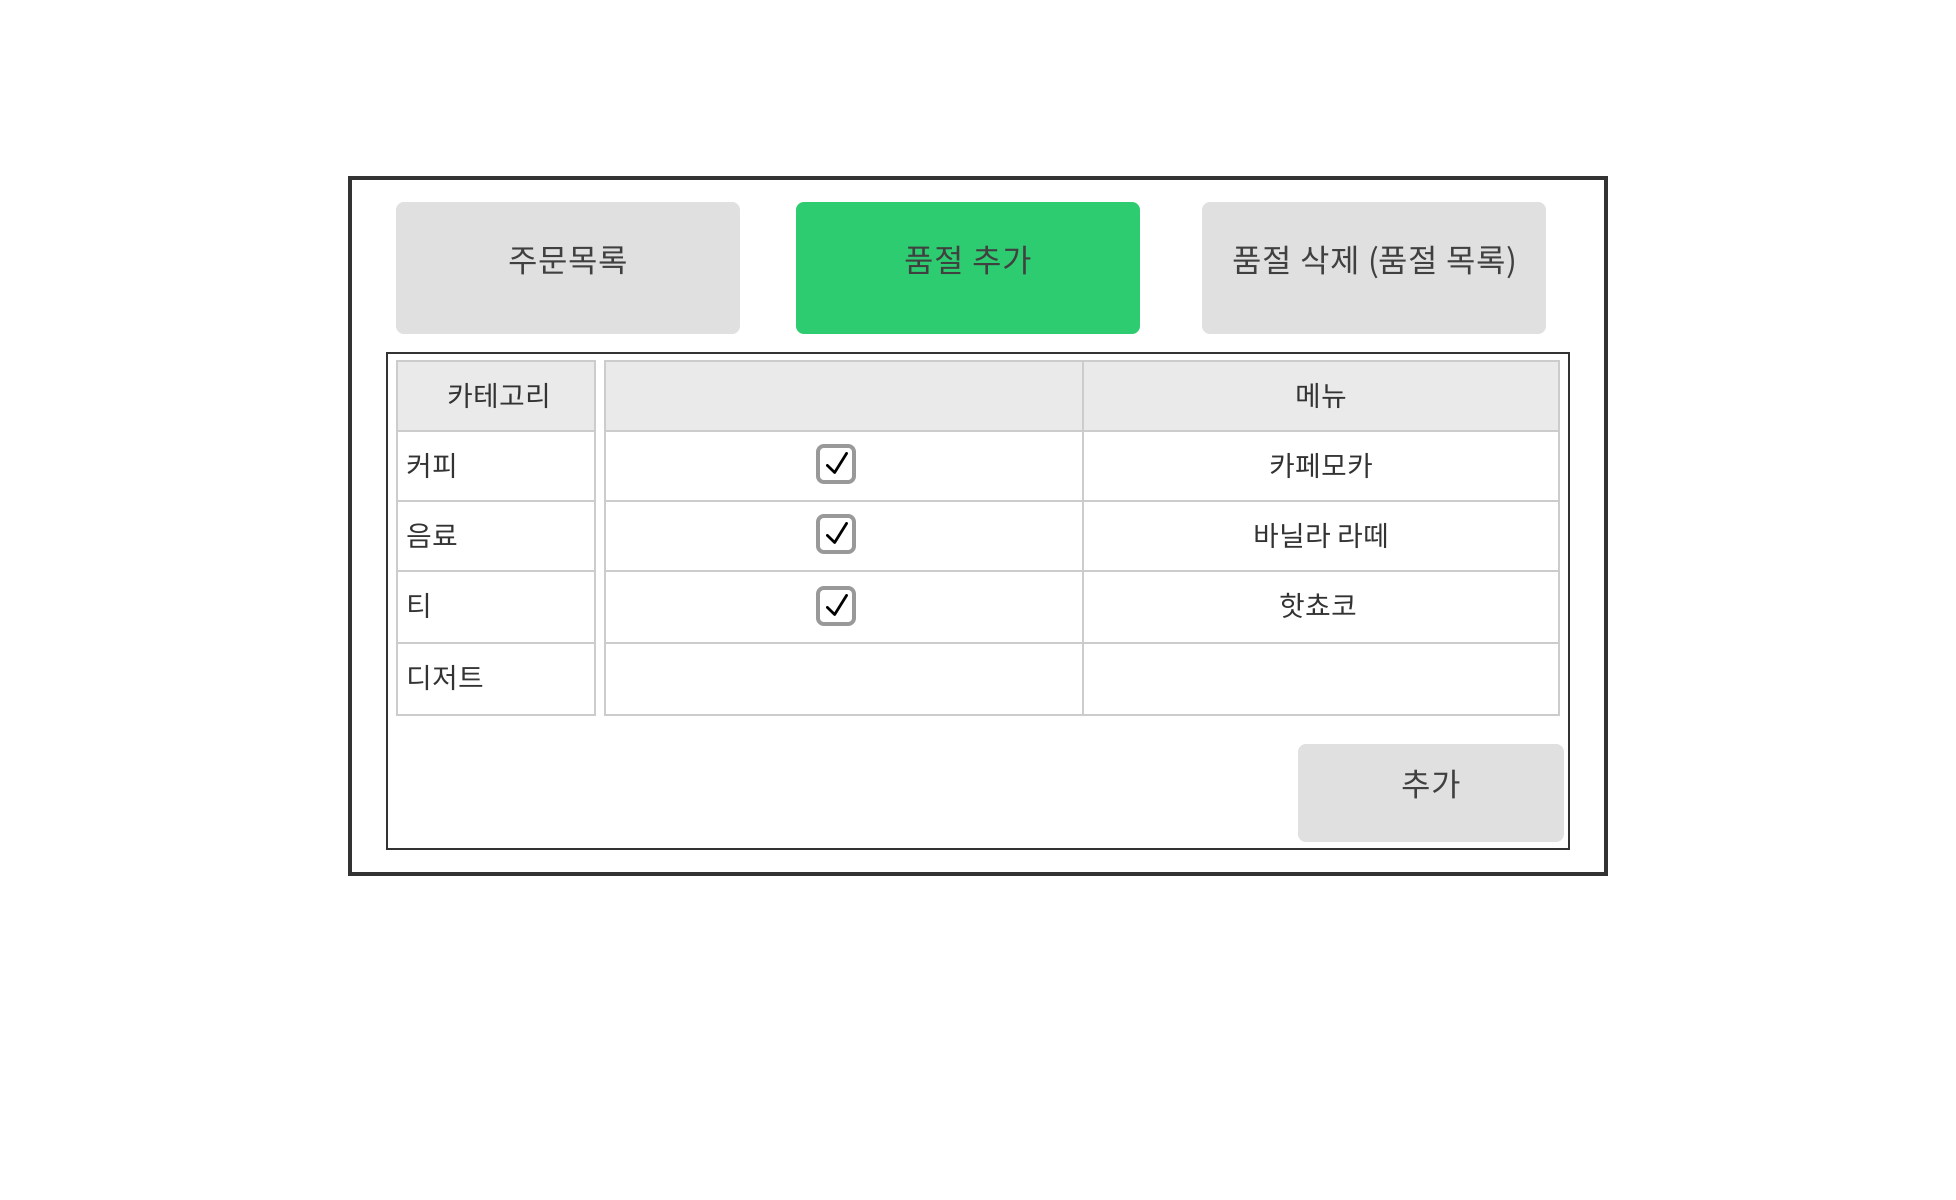 주문목록
품절 추가
품절 삭제 (품절 목록)
카테고리
메뉴
커피
카페모카
음료
바닐라 라떼
티
핫쵸코
디저트
추가